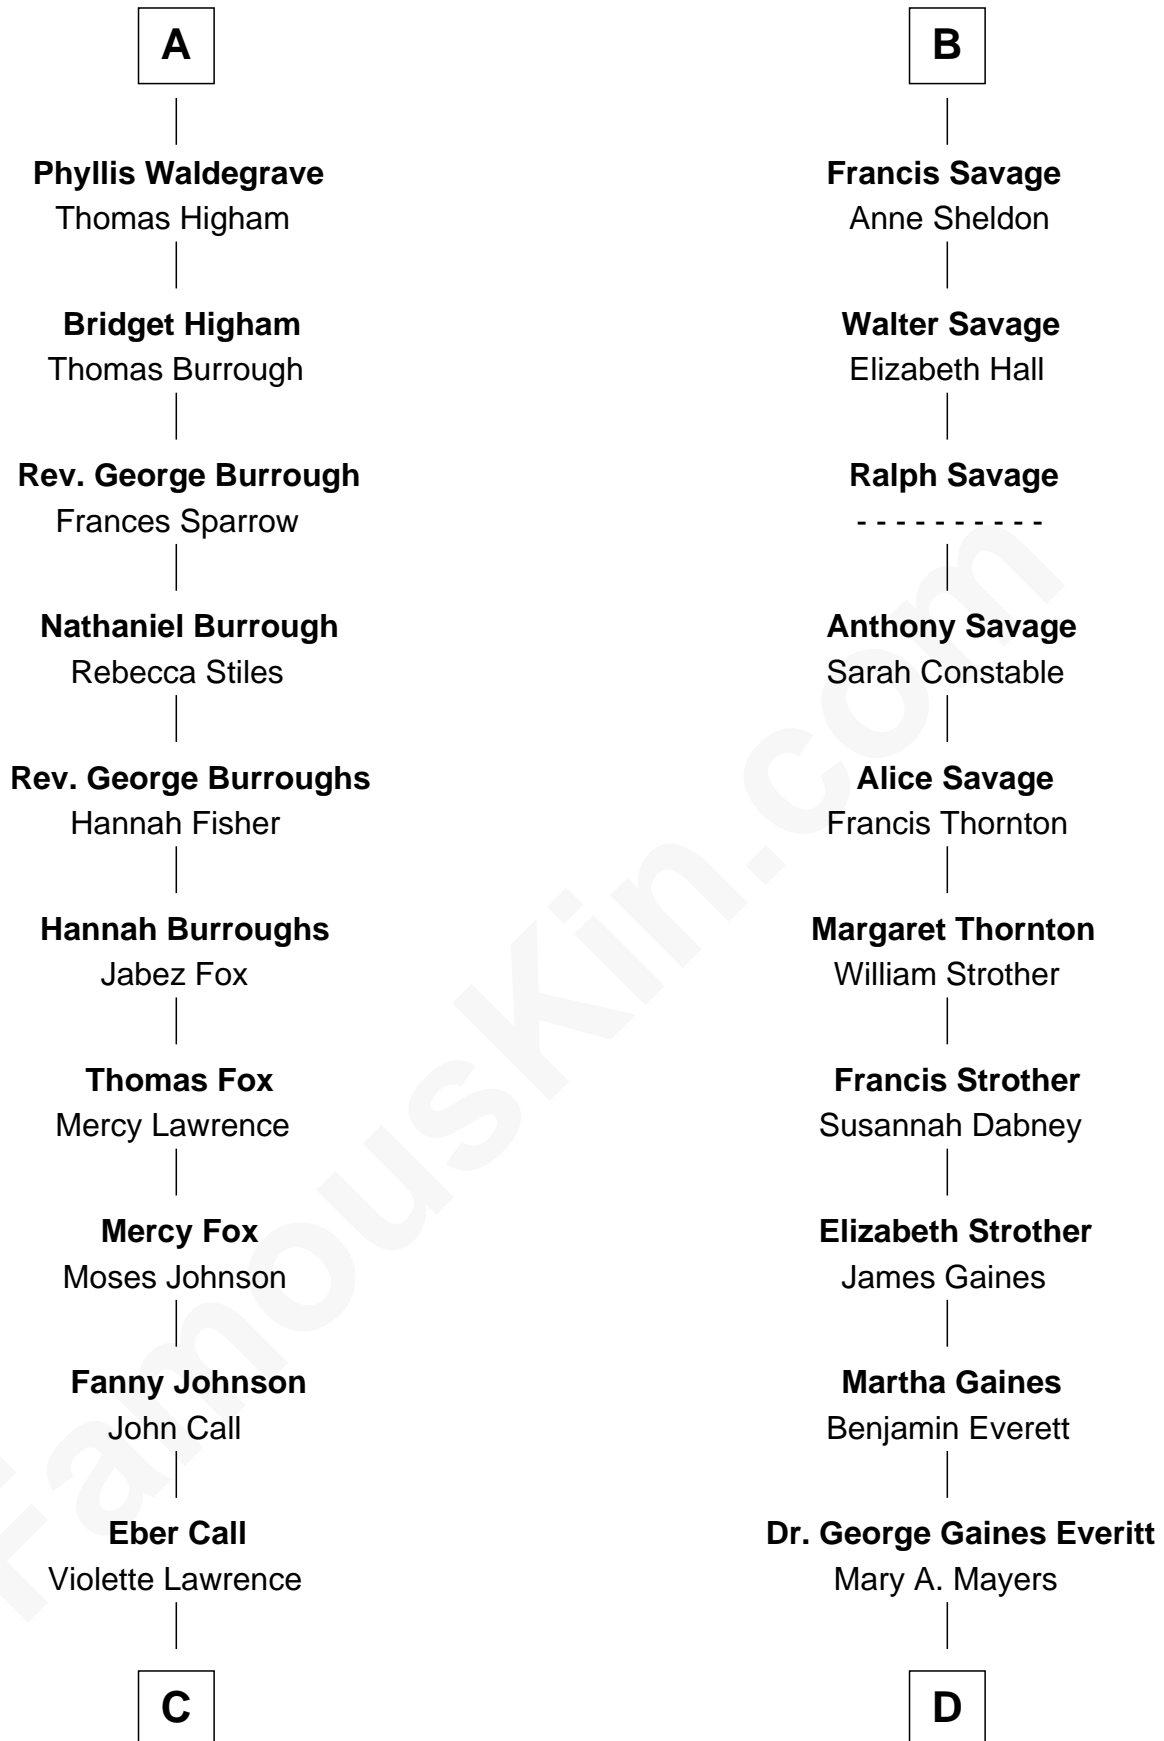 A
Phyllis Waldegrave
Thomas Higham
Bridget Higham
Thomas Burrough
Rev. George Burrough
Frances Sparrow
Nathaniel Burrough
Rebecca Stiles
Rev. George Burroughs
Hannah Fisher
Hannah Burroughs
Jabez Fox
Thomas Fox
Mercy Lawrence
Mercy Fox
Moses Johnson
Fanny Johnson
John Call
Eber Call
Violette Lawrence
C
B
Francis Savage
Anne Sheldon
Walter Savage
Elizabeth Hall
Ralph Savage
- - - - - - - - - -
Anthony Savage
Sarah Constable
Alice Savage
Francis Thornton
Margaret Thornton
William Strother
Francis Strother
Susannah Dabney
Elizabeth Strother
James Gaines
Martha Gaines
Benjamin Everett
Dr. George Gaines Everitt
Mary A. Mayers
D
FamousKin.com